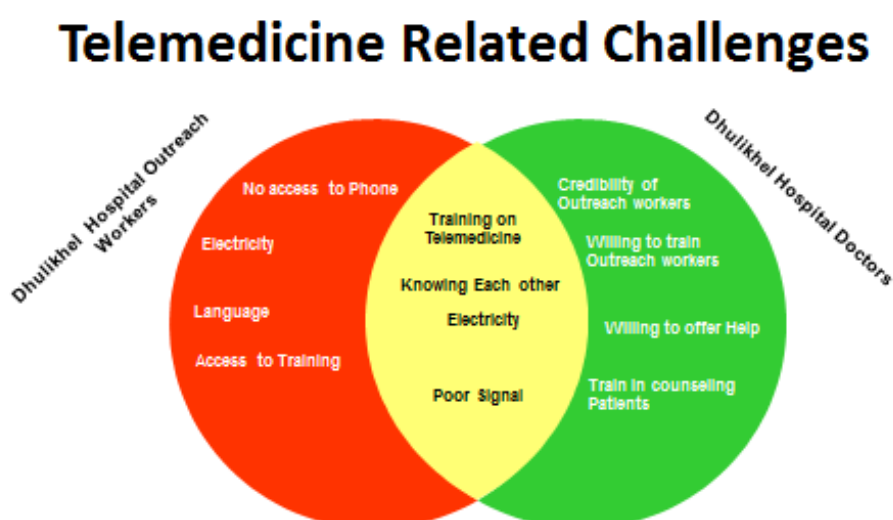 Telemedicine Related Challenges
Dhulikhel Hospital Outreach
Workers
Dhulikhel Hospital Doctors
No access to Phone
Electricity
Language
Access to Training
Training on
Telemedicine
Knowing Each other
Electricity
Poor Signal
Credibility of
Outreach workers
Willing to train
Outreach workers
Willing to offer Help
Train in counseling
Patients